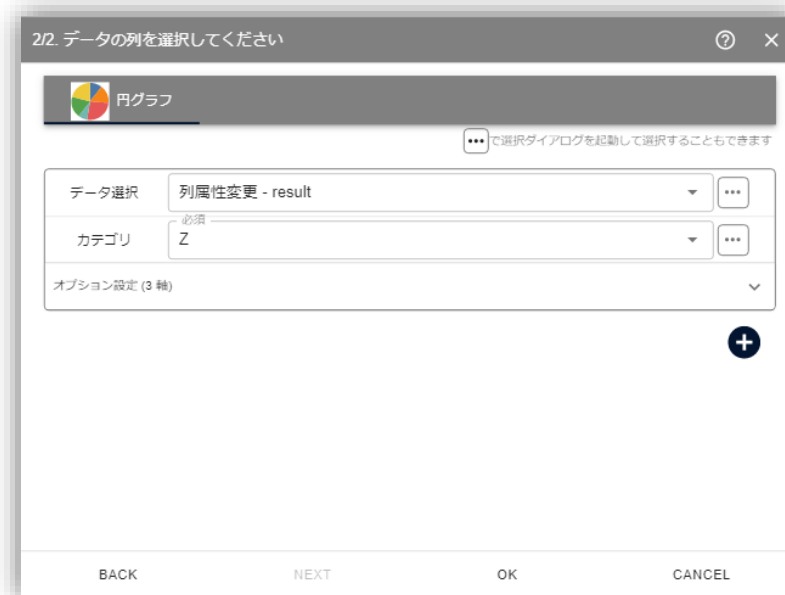 2/2. データの列を選択してください
円グラフ
で選択ダイアログを起動して選択することもできます
データ選択 列属性変更 - result
必須
カテゴリ Z
オプション設定 (3 軸)
BACK NEXT OK CANCEL